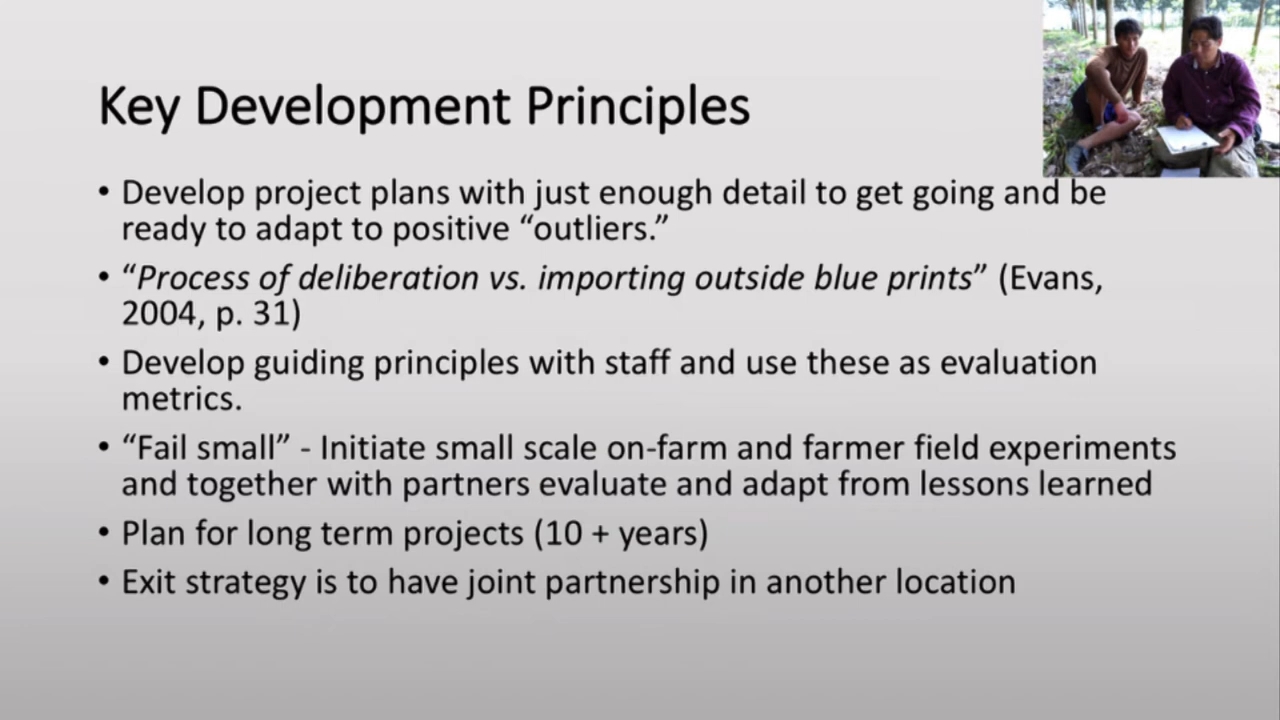 Key Development Principles
• Develop project plans with just enough detail to get going and be
ready to adapt to positive “outliers.”
• “Process of deliberation vs. importing outside blue prints” (Evans,
2004, p. 31)
• Develop guiding principles with staff and use these as evaluation
metrics.
• “Fail small” - Initiate small scale on-farm and farmer field experiments
and together with partners evaluate and adapt from lessons learned
• Plan for long term projects (10 + years)
• Exit strategy is to have joint partnership in another location